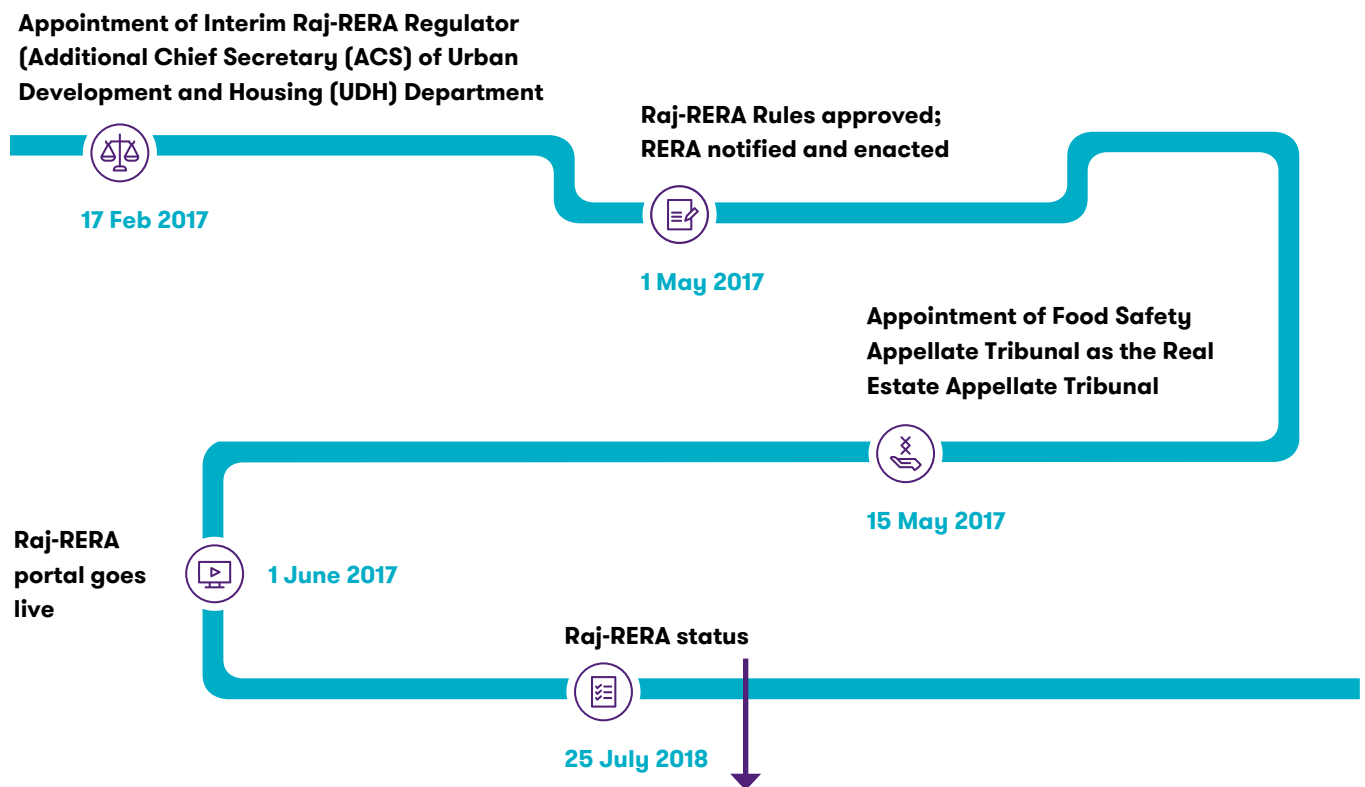 Appointment of Interim Raj-RERA Regulator
(Additional Chief Secretary (ACS) of Urban
Development and Housing (UDH) Department
17 Feb 2017
Raj-RERA Rules approved;
RERA notified and enacted
1 May 2017
Appointment of Food Safety
Appellate Tribunal as the Real
Estate Appellate Tribunal
15 May 2017
Raj-RERA
portal goes
live
1 June 2017
Raj-RERA status
25 July 2018